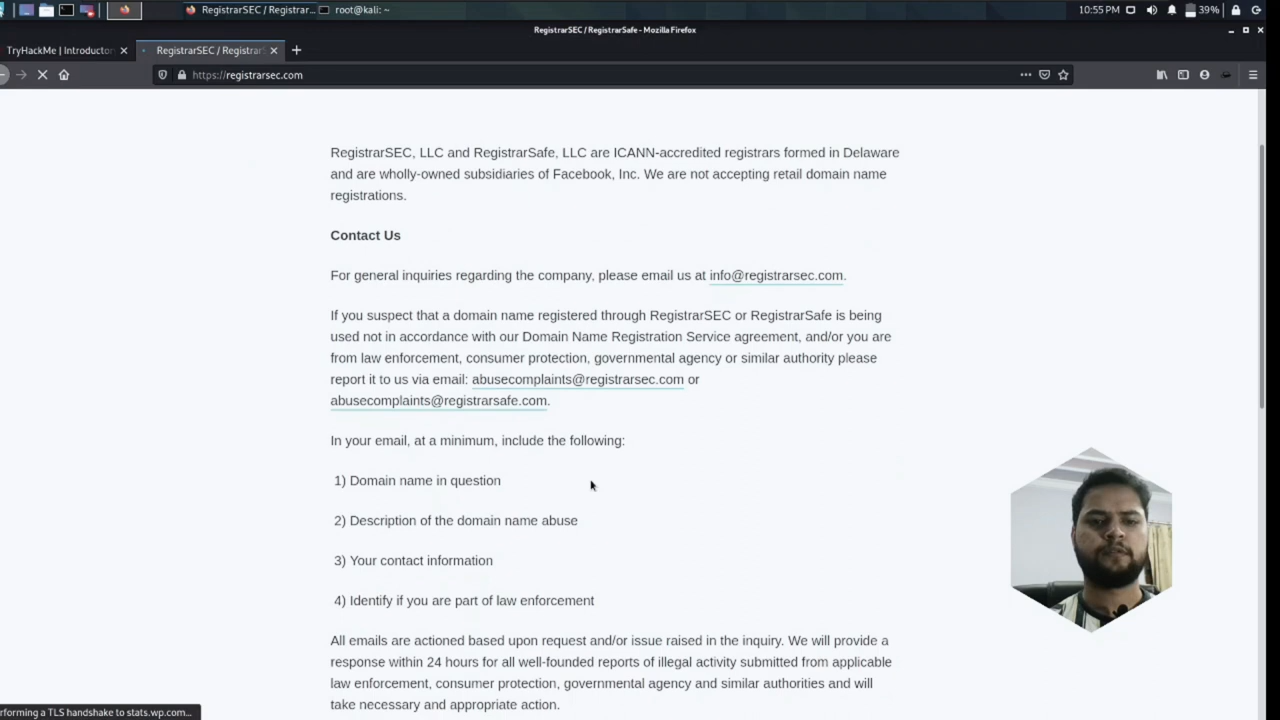 RegistrarSEC / Registrar...
root@kali: ~
10:55 PM
39%
RegistrarSEC / RegistrarSafe - Mozilla Firefox
TryHackMe | Introductor
RegistrarSEC / RegistrarS
https://registrarsec.com
RegistrarSEC, LLC and RegistrarSafe, LLC are ICANN-accredited registrars formed in Delaware
and are wholly-owned subsidiaries of Facebook, Inc. We are not accepting retail domain name
registrations.
Contact Us
For general inquiries regarding the company, please email us at info@registrarsec.com.
If you suspect that a domain name registered through RegistrarSEC or RegistrarSafe is being
used not in accordance with our Domain Name Registration Service agreement, and/or you are
from law enforcement, consumer protection, governmental agency or similar authority please
report it to us via email: abusecomplaints@registrarsec.com or
abusecomplaints@registrarsafe.com.
In your email, at a minimum, include the following:
1) Domain name in question
2) Description of the domain name abuse
3) Your contact information
4) Identify if you are part of law enforcement
All emails are actioned based upon request and/or issue raised in the inquiry. We will provide a
response within 24 hours for all well-founded reports of illegal activity submitted from applicable
law enforcement, consumer protection, governmental agency and similar authorities and will
take necessary and appropriate action.
erforming a TLS handshake to stats.wp.com...